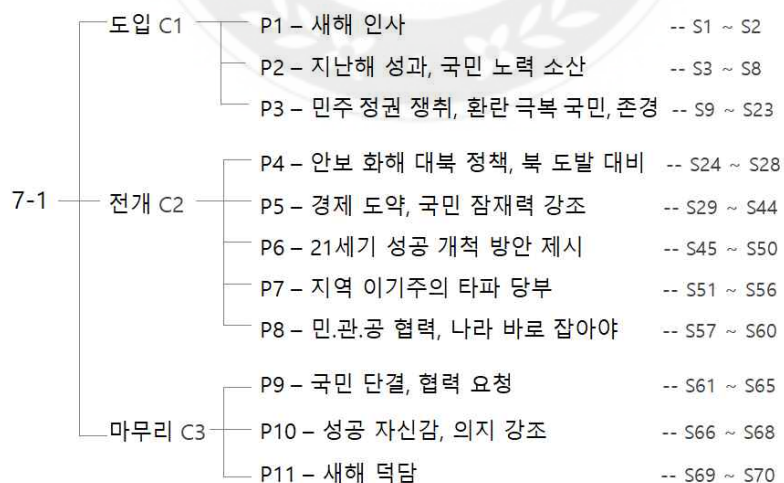 도입 C1
P1 – 새해 인사 -- S1 ~ S2
P2 – 지난해 성과, 국민 노력 소산 -- S3 ~ S8
P3 – 민주 정권 쟁취, 환란 극복 국민, 존경 -- S9 ~ S23
7-1
전개 C2
P4 – 안보 화해 대북 정책, 북 도발 대비 -- S24 ~ S28
P5 – 경제 도약, 국민 잠재력 강조 -- S29 ~ S44
P6 – 21세기 성공 개척 방안 제시 -- S45 ~ S50
P7 – 지역 이기주의 타파 당부 -- S51 ~ S56
P8 – 민.관.공 협력, 나라 바로 잡아야 -- S57 ~ S60
마무리 C3
P9 – 국민 단결, 협력 요청 -- S61 ~ S65
P10 – 성공 자신감, 의지 강조 -- S66 ~ S68
P11 – 새해 덕담 -- S69 ~ S70